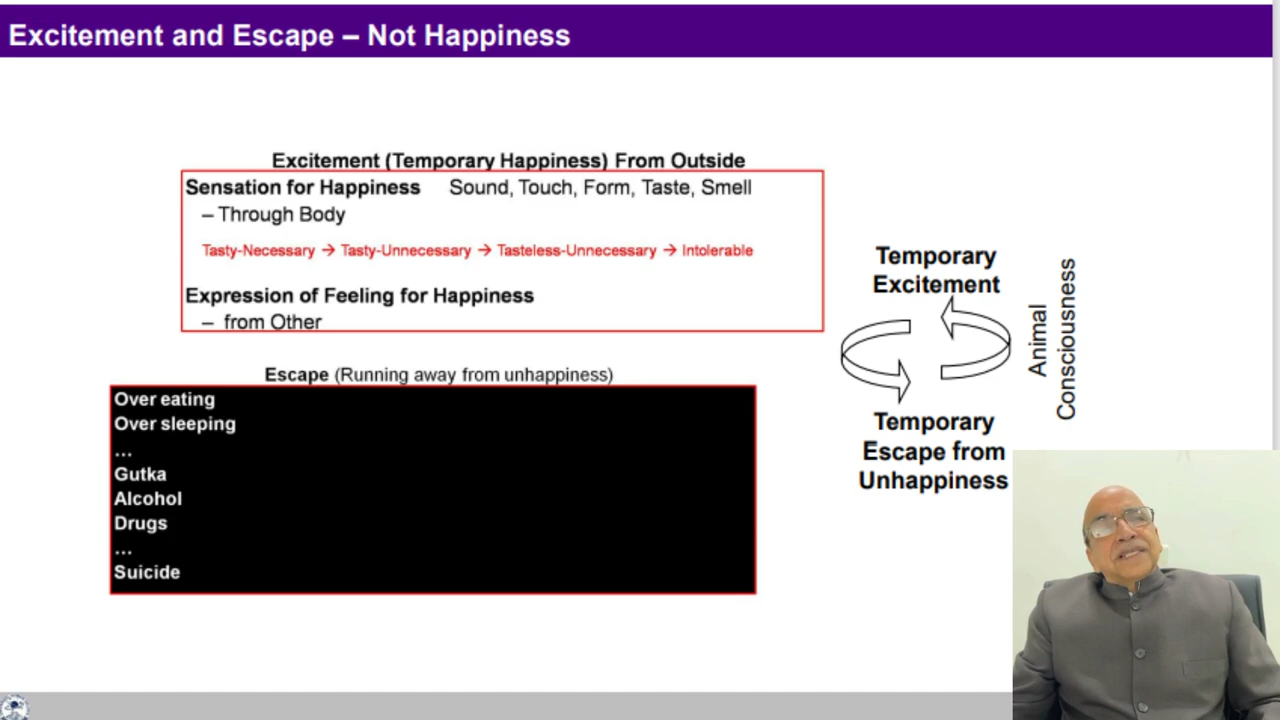 Excitement and Escape – Not Happiness
Excitement (Temporary Happiness) From Outside
Sensation for Happiness Sound, Touch, Form, Taste, Smell
– Through Body
Tasty-Necessary → Tasty-Unnecessary → Tasteless-Unnecessary → Intolerable
Expression of Feeling for Happiness
– from Other
Escape (Running away from unhappiness)
Over eating
Over sleeping
...
Gutka
Alcohol
Drugs
...
Suicide
Temporary
Excitement
Temporary
Escape from
Unhappiness
Animal
Consciousness